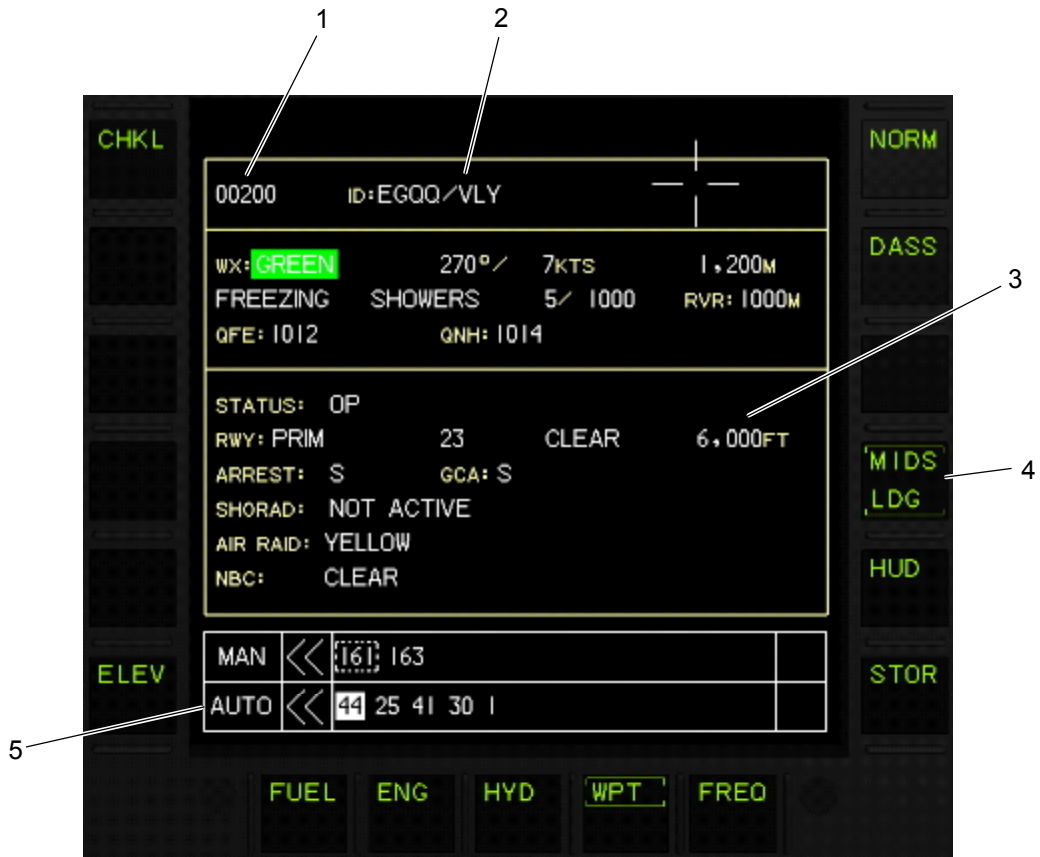 1 2
CHKL NORM
00200 ID:EGQQ/VLY
DASS
WX:GREEN 270°/ 7KTS 1,200M
FREEZING SHOWERS 5/ 1000 RVR:1000M
3
QFE:1012 QNH:1014
STATUS: OP
RWY:PRIM 23 CLEAR 6,000FT
MIDS
4
ARREST: S GCA:S
LDG
SHORAD: NOT ACTIVE
AIR RAID: YELLOW
HUD
NBC: CLEAR
MAN << 161 163
ELEV STOR
AUTO << 44 25 41 30 1
5
FUEL ENG HYD WPT FREQ